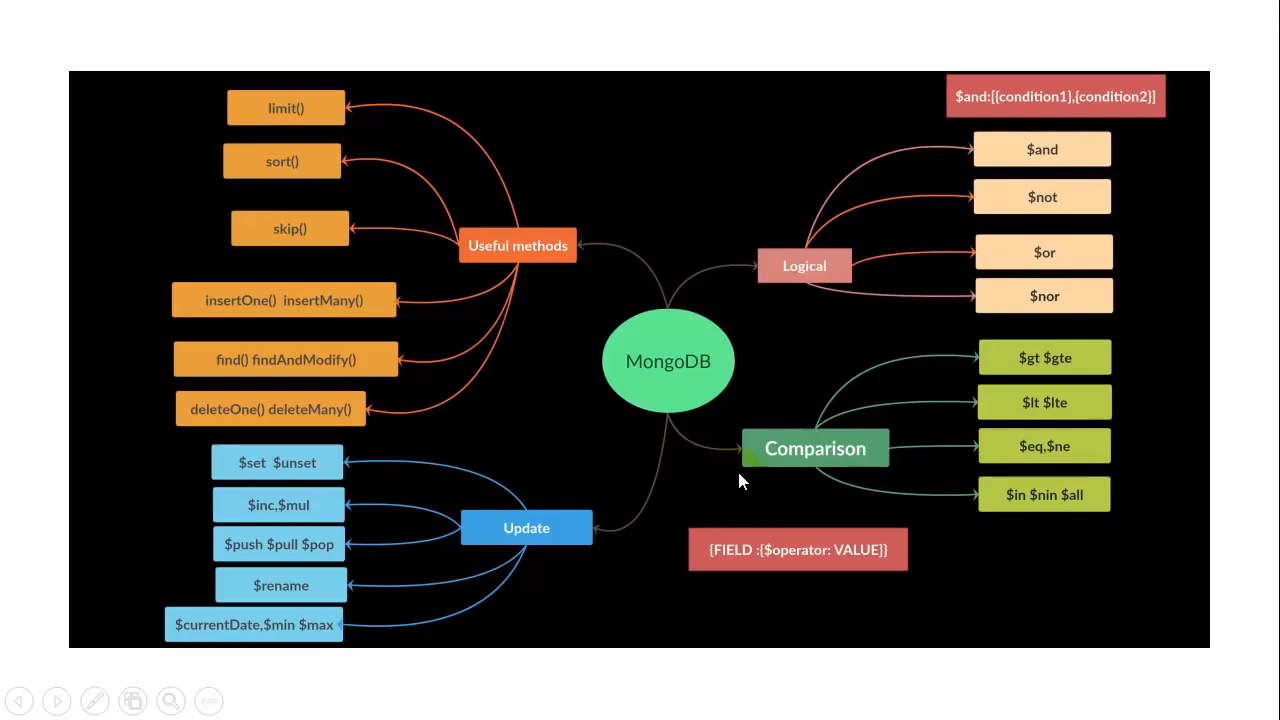 limit()
sort()
skip()
Useful methods
insertOne()  insertMany()
find() findAndModify()
deleteOne() deleteMany()
$set  $unset
$inc,$mul
$push $pull $pop
$rename
$currentDate,$min $max
Update
MongoDB
$and:[{condition1},{condition2}]
$and
$not
$or
$nor
Logical
$gt $gte
$lt $lte
$eq,$ne
$in $nin $all
Comparison
{FIELD :{$operator: VALUE}}